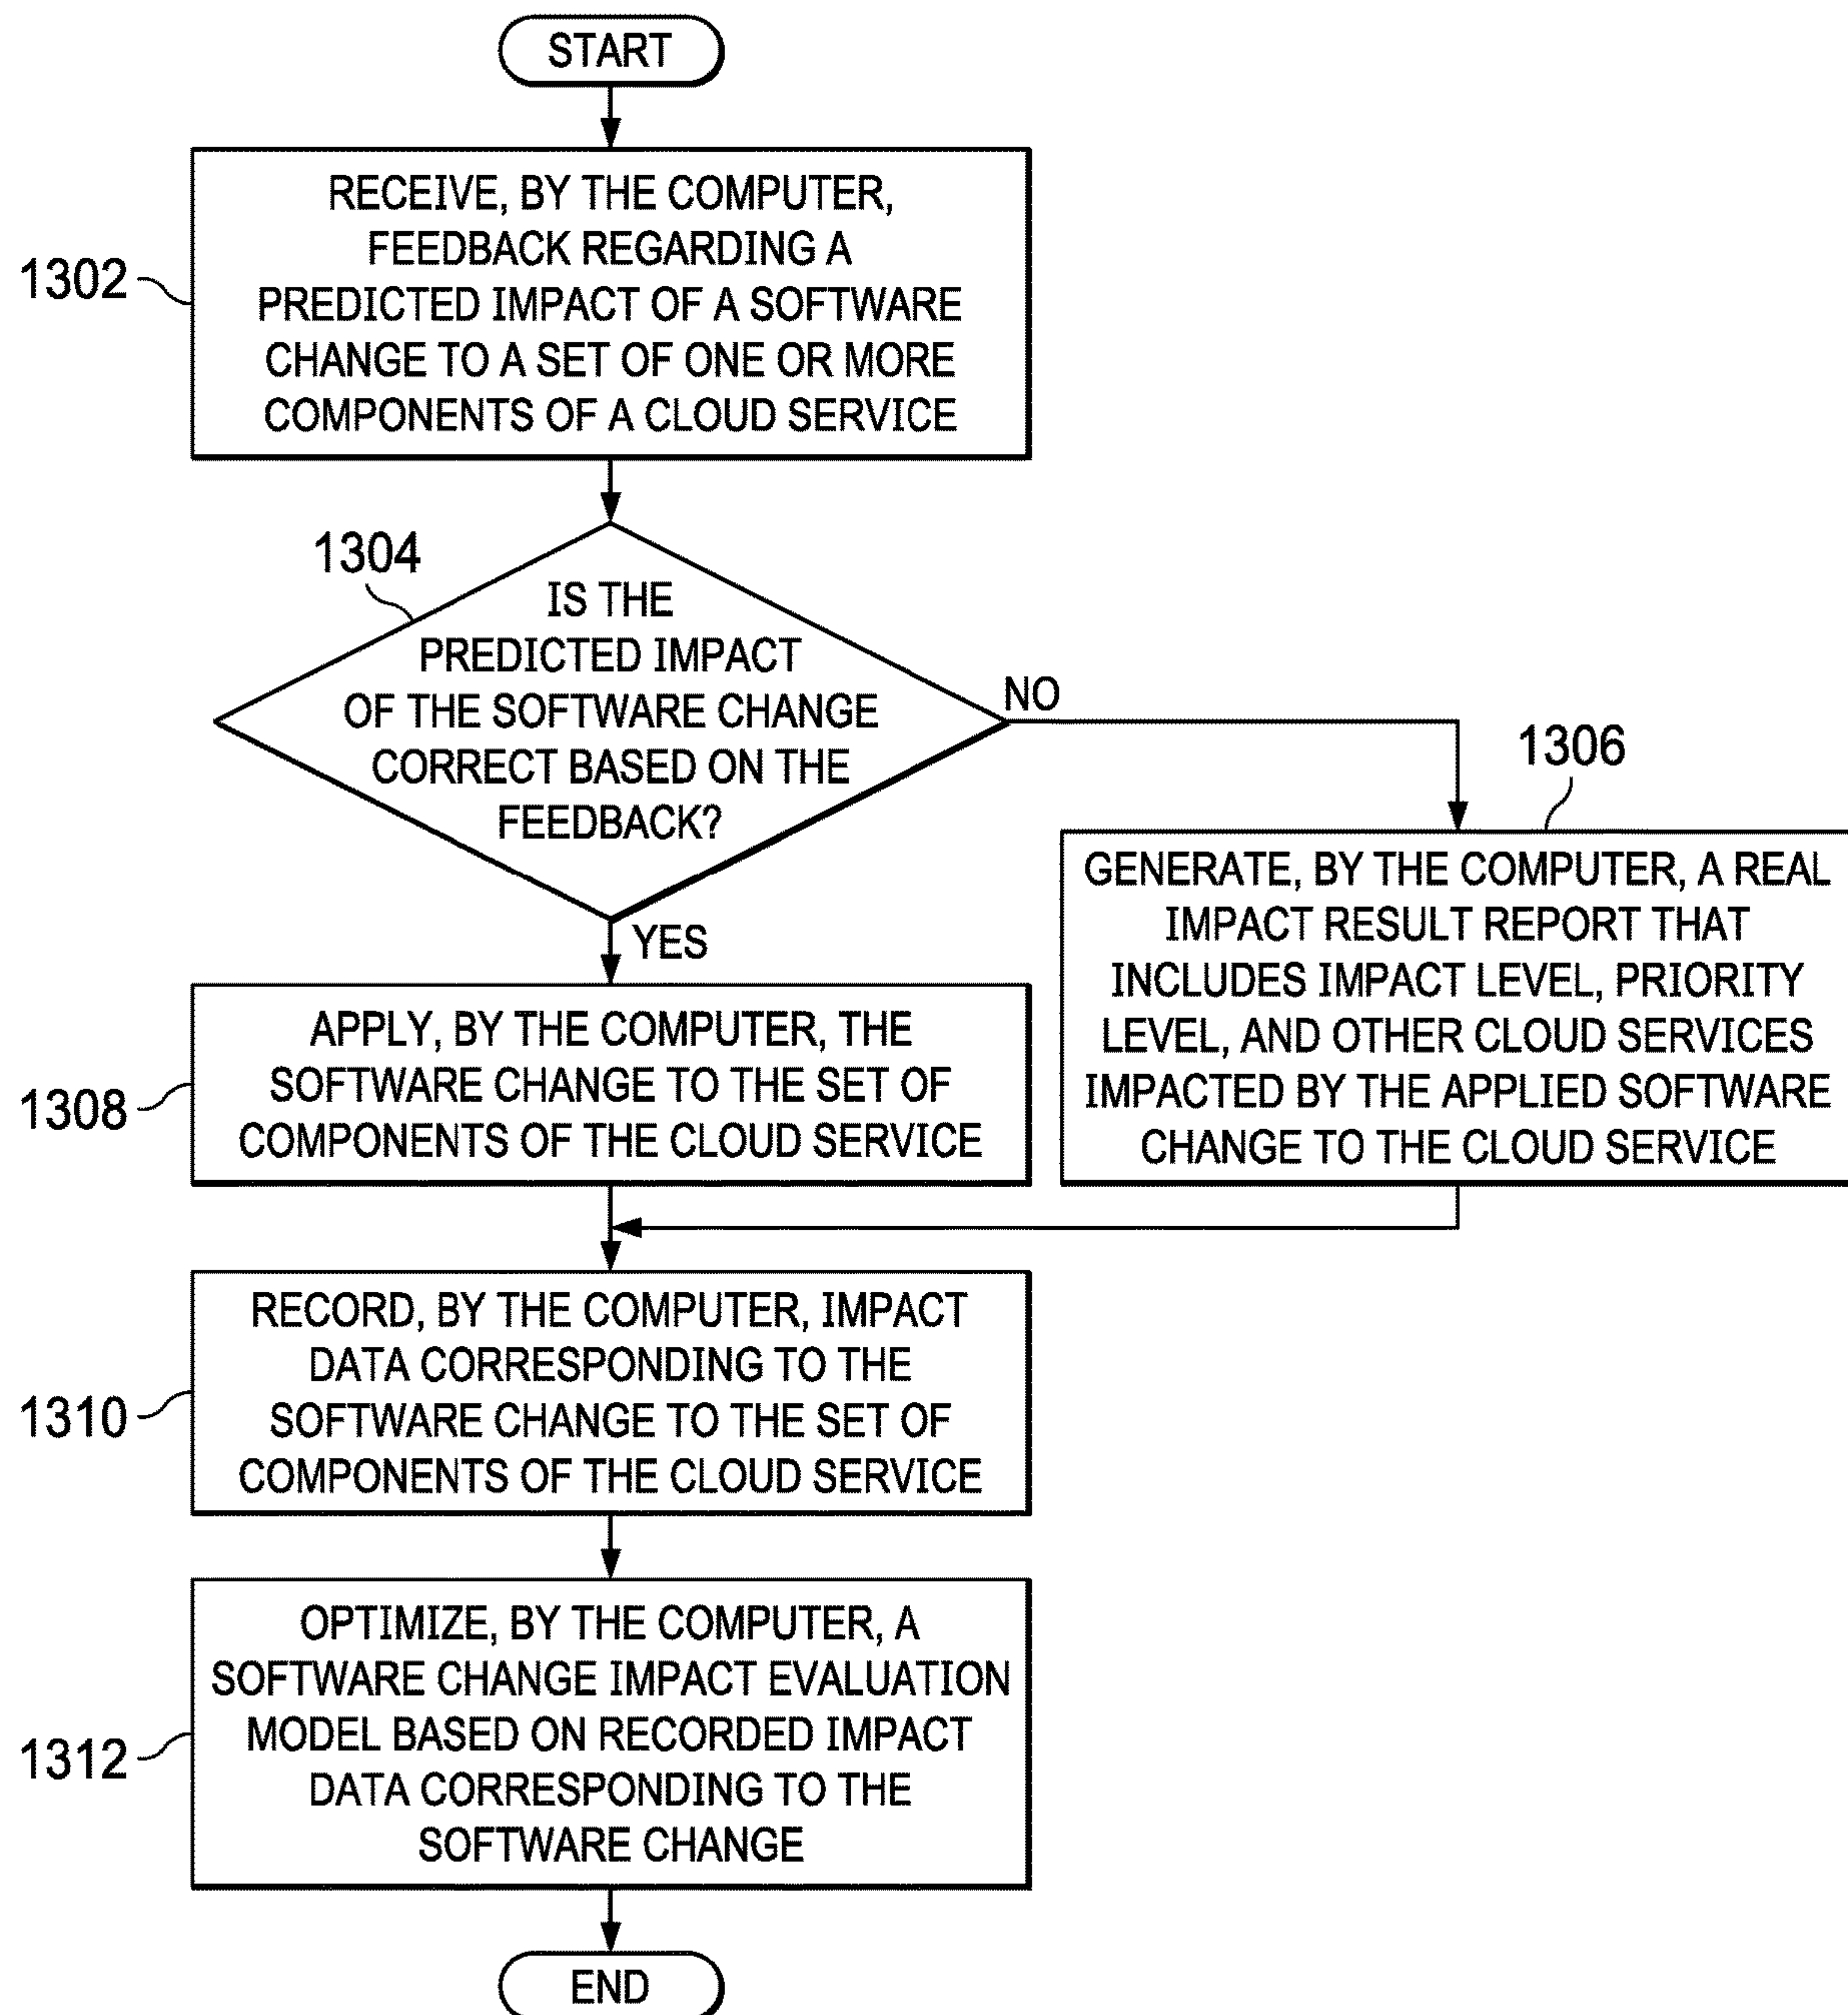 START
RECEIVE, BY THE COMPUTER,
FEEDBACK REGARDING A
PREDICTED IMPACT OF A SOFTWARE
CHANGE TO A SET OF ONE OR MORE
COMPONENTS OF A CLOUD SERVICE
1302
1304
IS THE
PREDICTED IMPACT
OF THE SOFTWARE CHANGE
CORRECT BASED ON THE
FEEDBACK?
NO
YES
1306
GENERATE, BY THE COMPUTER, A REAL
IMPACT RESULT REPORT THAT
INCLUDES IMPACT LEVEL, PRIORITY
LEVEL, AND OTHER CLOUD SERVICES
IMPACTED BY THE APPLIED SOFTWARE
CHANGE TO THE CLOUD SERVICE
APPLY, BY THE COMPUTER, THE
SOFTWARE CHANGE TO THE SET OF
COMPONENTS OF THE CLOUD SERVICE
1308
RECORD, BY THE COMPUTER, IMPACT
DATA CORRESPONDING TO THE
SOFTWARE CHANGE TO THE SET OF
COMPONENTS OF THE CLOUD SERVICE
1310
OPTIMIZE, BY THE COMPUTER, A
SOFTWARE CHANGE IMPACT EVALUATION
MODEL BASED ON RECORDED IMPACT
DATA CORRESPONDING TO THE
SOFTWARE CHANGE
1312
END